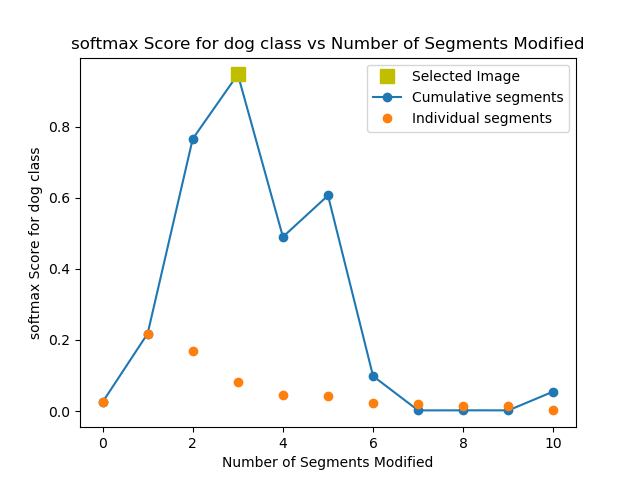 softmax Score for dog class vs Number of Segments Modified
Selected Image
Cumulative segments
Individual segments
softmax Score for dog class
0.8
0.6
0.4
0.2
0.0
0 2 4 6 8 10
Number of Segments Modified